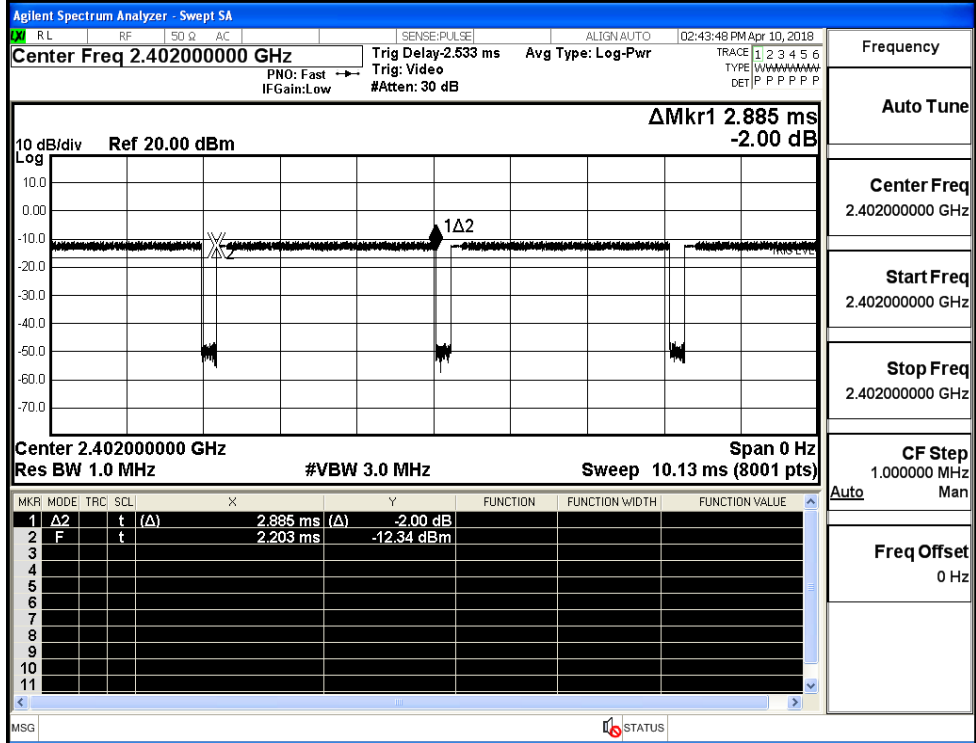 Agilent Spectrum Analyzer - Swept SA
LXI RL RF 50 Ω AC SENSE:PULSE ALIGN AUTO 02:43:48 PM Apr 10, 2018
Center Freq 2.402000000 GHz
PNO: Fast
IFGain:Low
Trig Delay-2.533 ms
Trig: Video
#Atten: 30 dB
Avg Type: Log-Pwr
TRACE 1 2 3 4 5 6
TYPE WWWWWW
DET P P P P P P
ΔMkr1 2.885 ms
-2.00 dB
10 dB/div Ref 20.00 dBm
Log
10.0
0.00
-10.0
-20.0
-30.0
-40.0
-50.0
-60.0
-70.0
1Δ2
2
TRIG LVL
Center 2.402000000 GHz Span 0 Hz
Res BW 1.0 MHz #VBW 3.0 MHz Sweep 10.13 ms (8001 pts)
MKR MODE TRC SCL X Y FUNCTION FUNCTION WIDTH FUNCTION VALUE
1 Δ2 t (Δ) 2.885 ms (Δ) -2.00 dB
2 F t 2.203 ms -12.34 dBm
3
4
5
6
7
8
9
10
11
MSG STATUS
Frequency
Auto Tune
Center Freq
2.402000000 GHz
Start Freq
2.402000000 GHz
Stop Freq
2.402000000 GHz
CF Step
1.000000 MHz
Auto Man
Freq Offset
0 Hz